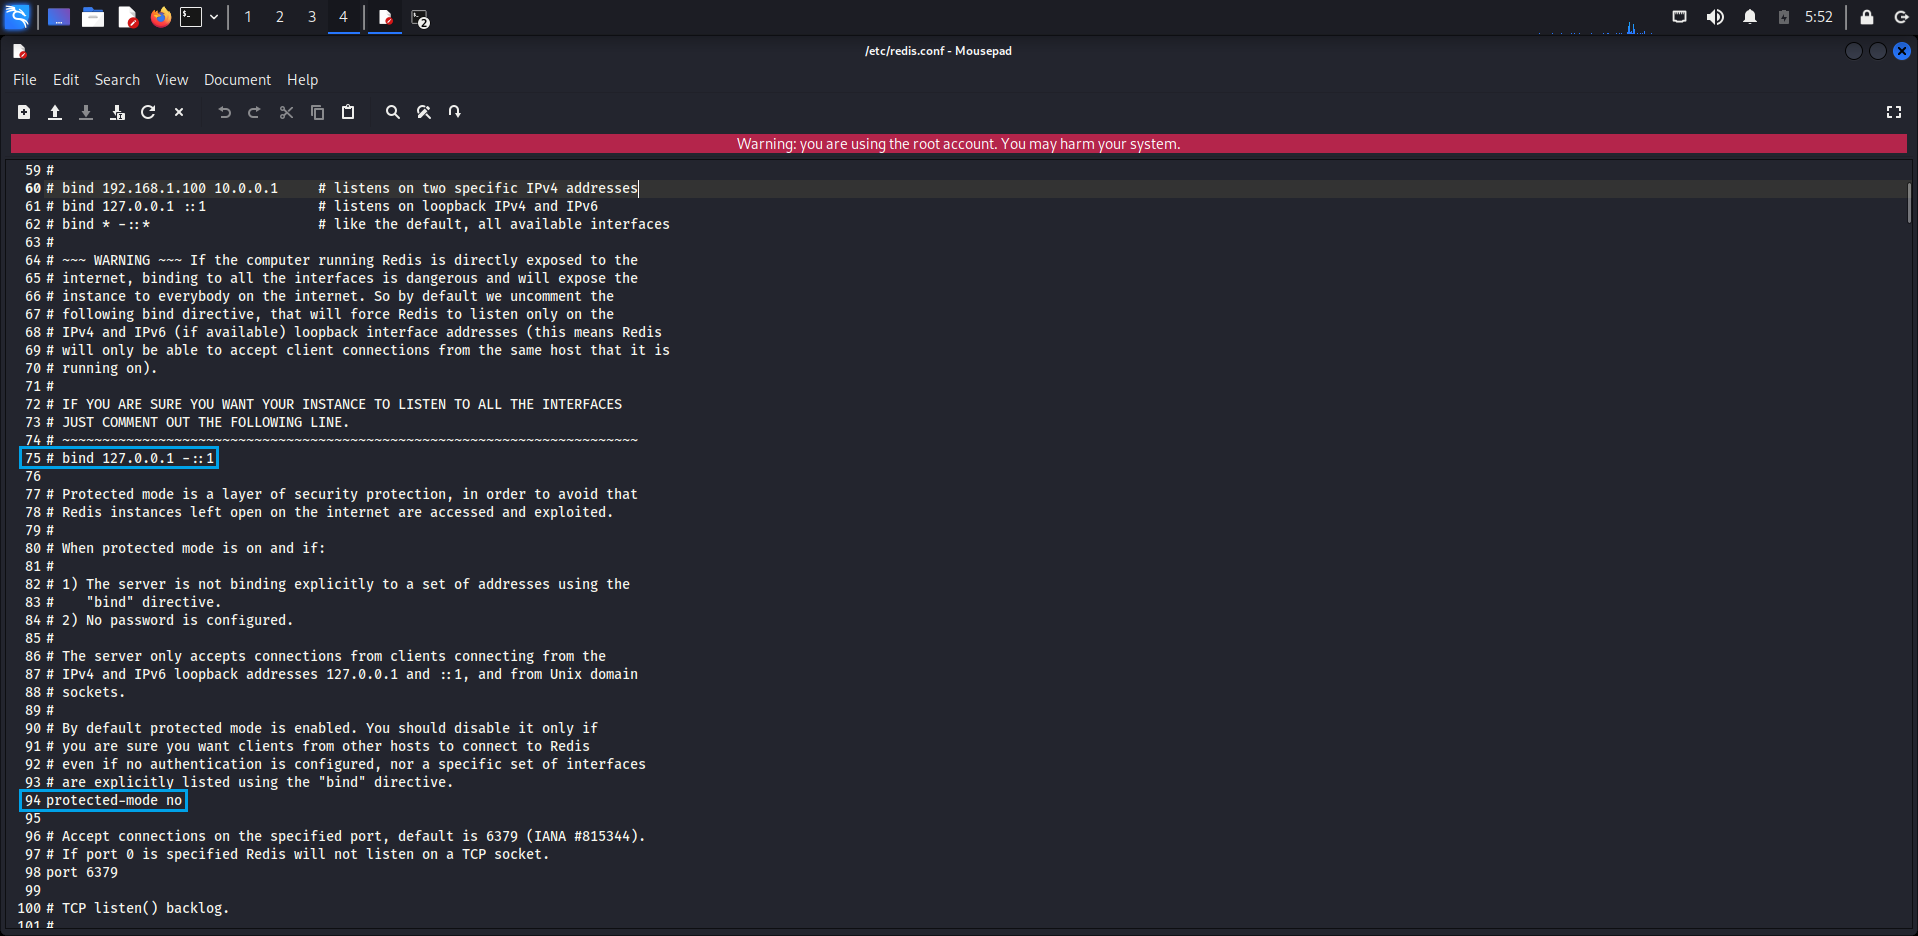 1 2 3 4 2 5:52
/etc/redis.conf - Mousepad
File Edit Search View Document Help
Warning: you are using the root account. You may harm your system.
59 #
60 # bind 192.168.1.100 10.0.0.1     # listens on two specific IPv4 addresses
61 # bind 127.0.0.1 ::1              # listens on loopback IPv4 and IPv6
62 # bind * -::*                     # like the default, all available interfaces
63 #
64 # ~~~ WARNING ~~~ If the computer running Redis is directly exposed to the
65 # internet, binding to all the interfaces is dangerous and will expose the
66 # instance to everybody on the internet. So by default we uncomment the
67 # following bind directive, that will force Redis to listen only on the
68 # IPv4 and IPv6 (if available) loopback interface addresses (this means Redis
69 # will only be able to accept client connections from the same host that it is
70 # running on).
71 #
72 # IF YOU ARE SURE YOU WANT YOUR INSTANCE TO LISTEN TO ALL THE INTERFACES
73 # JUST COMMENT OUT THE FOLLOWING LINE.
74 # ~~~~~~~~~~~~~~~~~~~~~~~~~~~~~~~~~~~~~~~~~~~~~~~~~~~~~~~~~~~~~~~~~~~~~~~~
75 # bind 127.0.0.1 -::1
76
77 # Protected mode is a layer of security protection, in order to avoid that
78 # Redis instances left open on the internet are accessed and exploited.
79 #
80 # When protected mode is on and if:
81 #
82 # 1) The server is not binding explicitly to a set of addresses using the
83 #    "bind" directive.
84 # 2) No password is configured.
85 #
86 # The server only accepts connections from clients connecting from the
87 # IPv4 and IPv6 loopback addresses 127.0.0.1 and ::1, and from Unix domain
88 # sockets.
89 #
90 # By default protected mode is enabled. You should disable it only if
91 # you are sure you want clients from other hosts to connect to Redis
92 # even if no authentication is configured, nor a specific set of interfaces
93 # are explicitly listed using the "bind" directive.
94 protected-mode no
95
96 # Accept connections on the specified port, default is 6379 (IANA #815344).
97 # If port 0 is specified Redis will not listen on a TCP socket.
98 port 6379
99
100 # TCP listen() backlog.
101 #